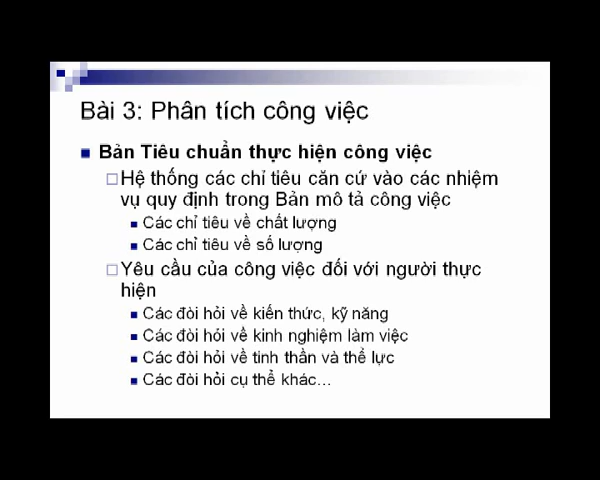 Bài 3: Phân tích công việc
Bản Tiêu chuẩn thực hiện công việc
Hệ thống các chỉ tiêu căn cứ vào các nhiệm
vụ quy định trong Bản mô tả công việc
Các chỉ tiêu về chất lượng
Các chỉ tiêu về số lượng
Yêu cầu của công việc đối với người thực
hiện
Các đòi hỏi về kiến thức, kỹ năng
Các đòi hỏi về kinh nghiệm làm việc
Các đòi hỏi về tinh thần và thể lực
Các đòi hỏi cụ thể khác...